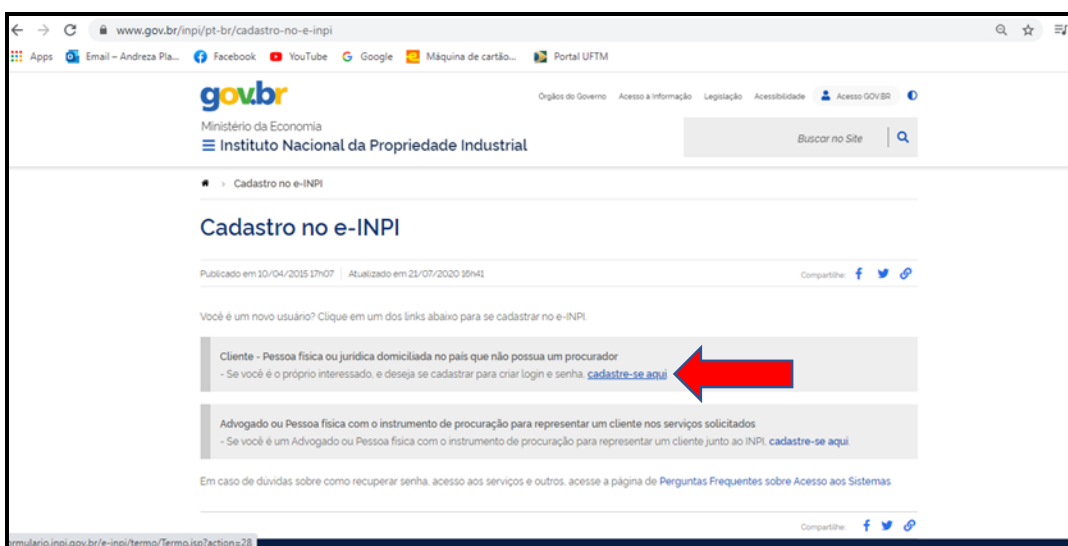 www.gov.br/inpi/pt-br/cadastro-no-e-inpi
Apps Email – Andreza Pla... Facebook YouTube Google Máquina de cartão... Portal UFTM
gov.br
Órgãos do Governo Acesso à Informação Legislação Acessibilidade Acesso GOV.BR
Ministério da Economia
Instituto Nacional da Propriedade Industrial
Buscar no Site
Cadastro no e-INPI
Cadastro no e-INPI
Publicado em 10/04/2015 17h07 Atualizado em 21/07/2020 16h41
Compartilhe:
Você é um novo usuário? Clique em um dos links abaixo para se cadastrar no e-INPI.
Cliente - Pessoa física ou jurídica domiciliada no país que não possua um procurador
- Se você é o próprio interessado, e deseja se cadastrar para criar login e senha, cadastre-se aqui
Advogado ou Pessoa física com o instrumento de procuração para representar um cliente nos serviços solicitados
- Se você é um Advogado ou Pessoa física com o instrumento de procuração para representar um cliente junto ao INPI, cadastre-se aqui.
Em caso de dúvidas sobre como recuperar senha, acesso aos serviços e outros, acesse a página de Perguntas Frequentes sobre Acesso aos Sistemas.
Compartilhe:
ormulario.inpi.gov.br/e-inpi/termo/Termo.jsp?action=28